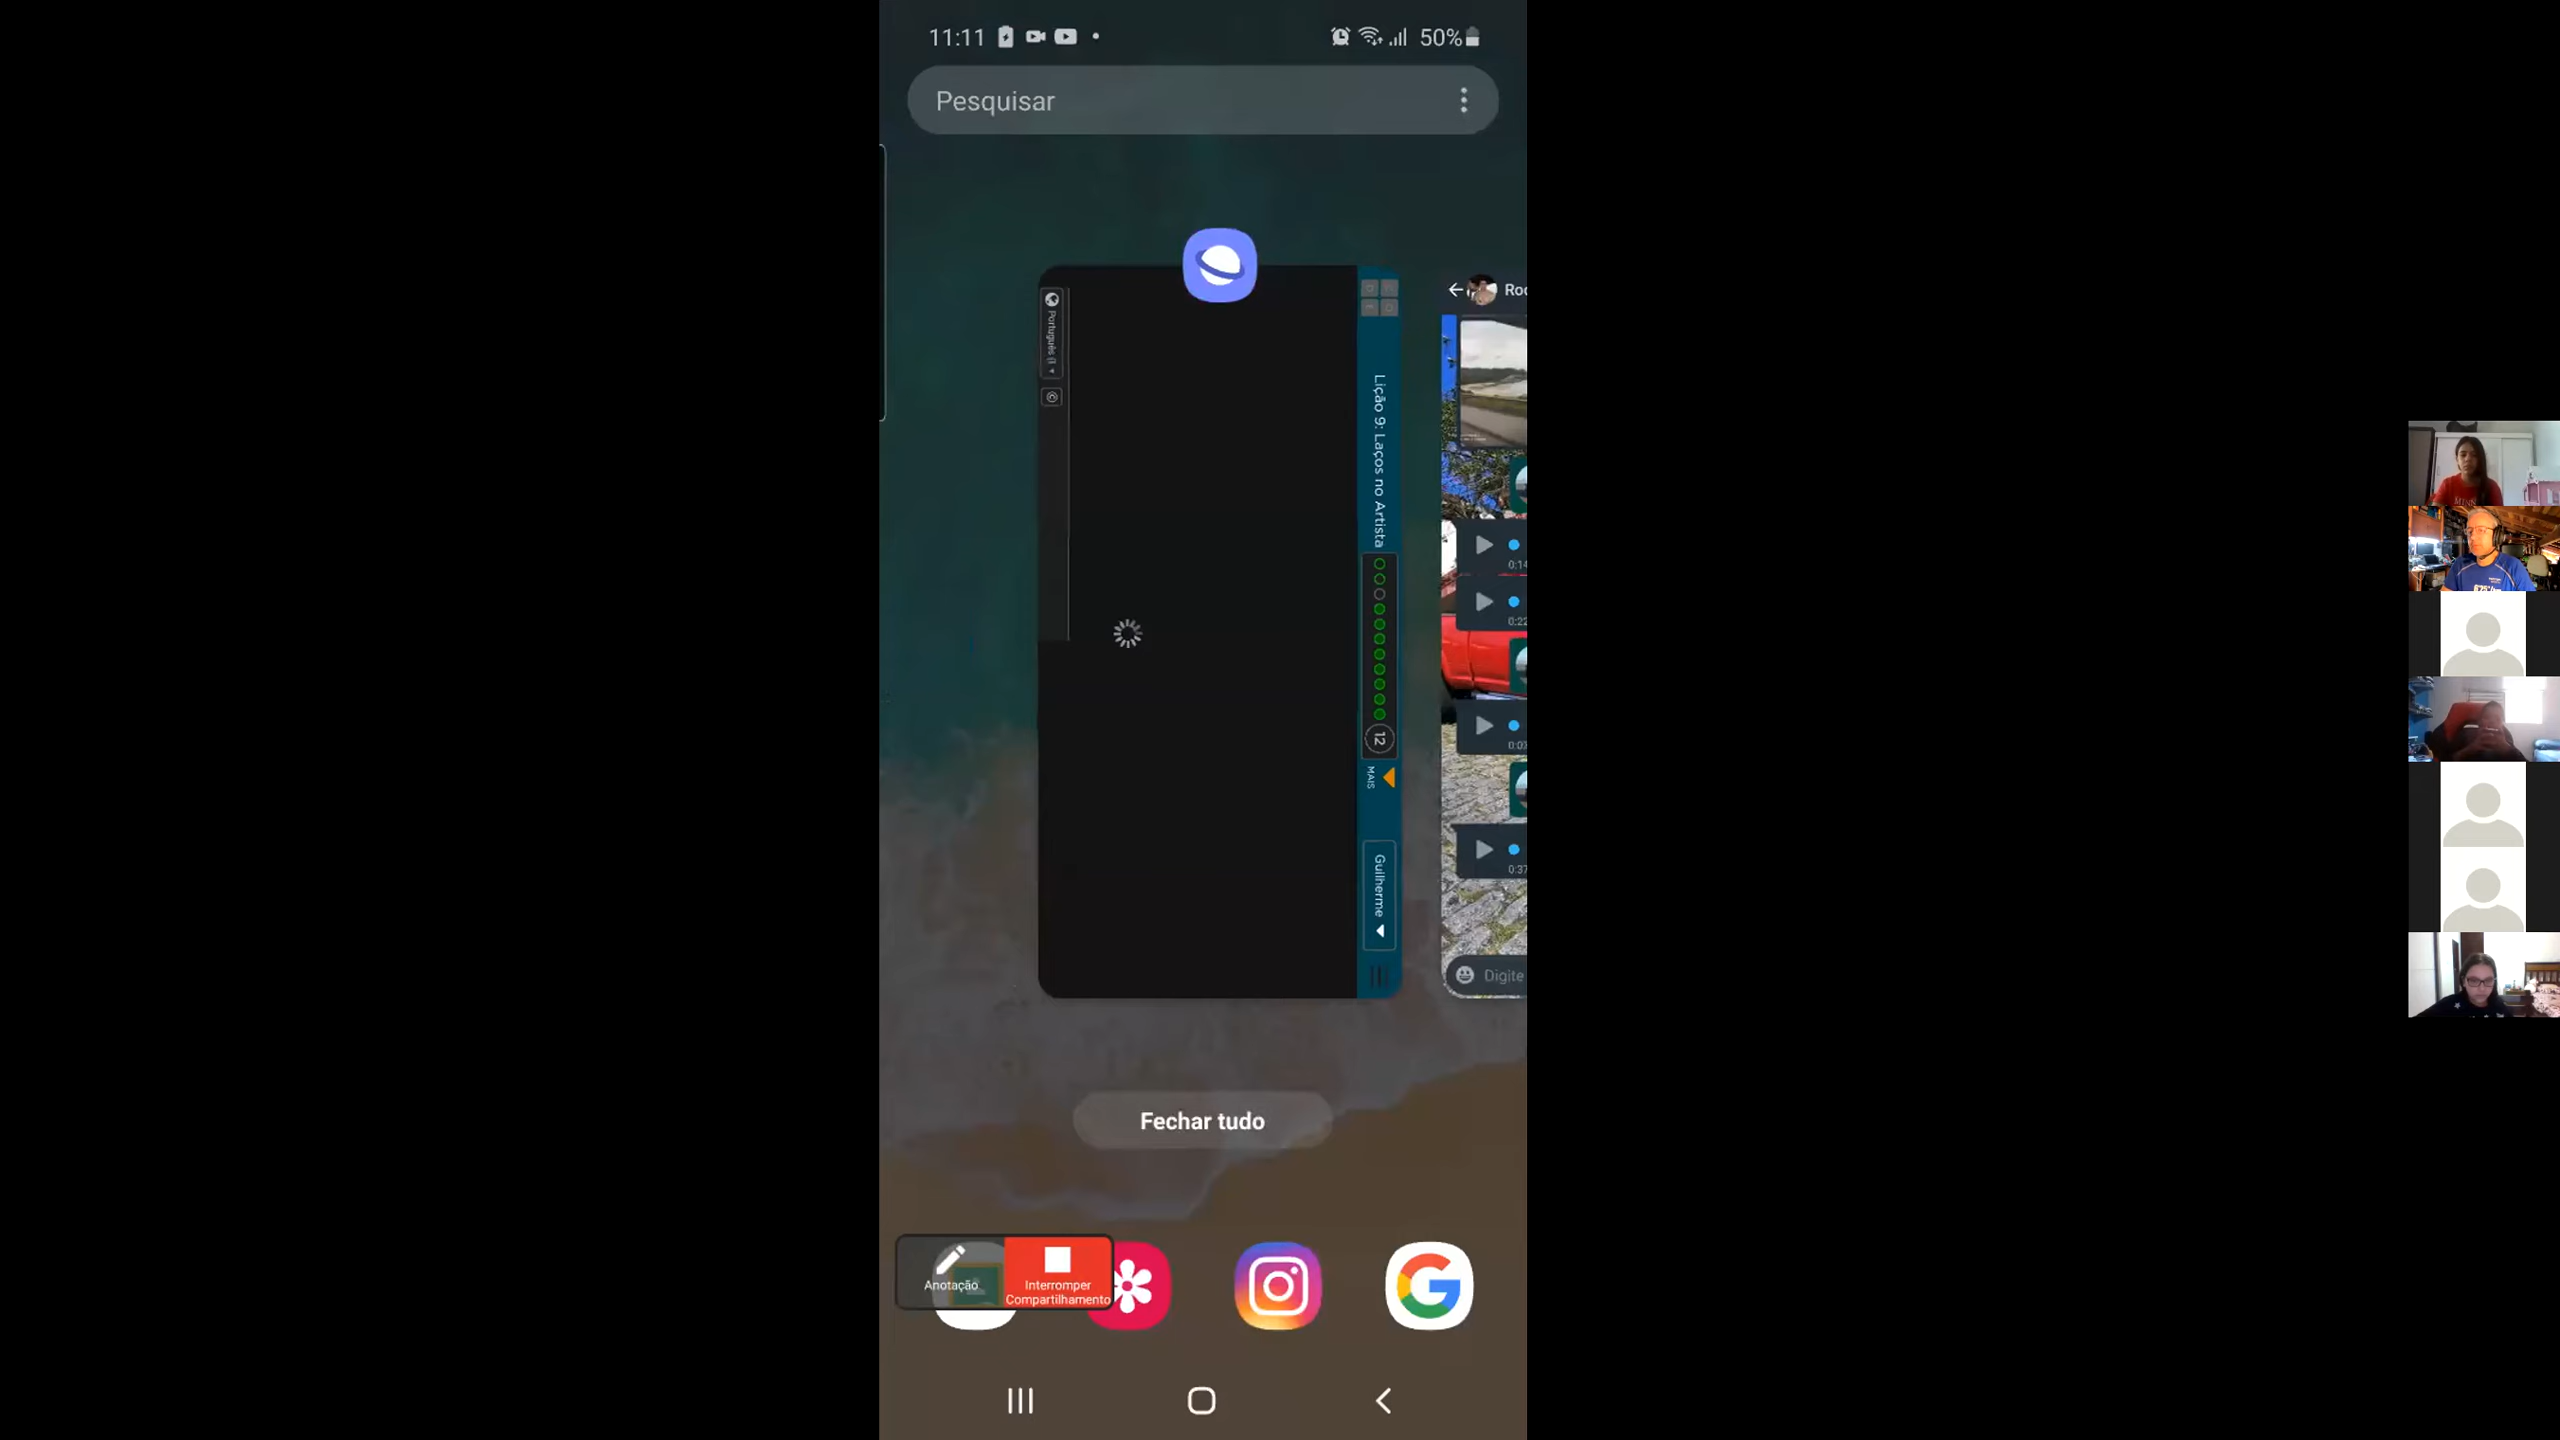 11:11
50%
Pesquisar
Português (
Lição 9: Laços no Artista
12
MAIS
Guilherme
0:14
0:22
0:37
Digite
Fechar tudo
Anotação
Interromper
Compartilhamento